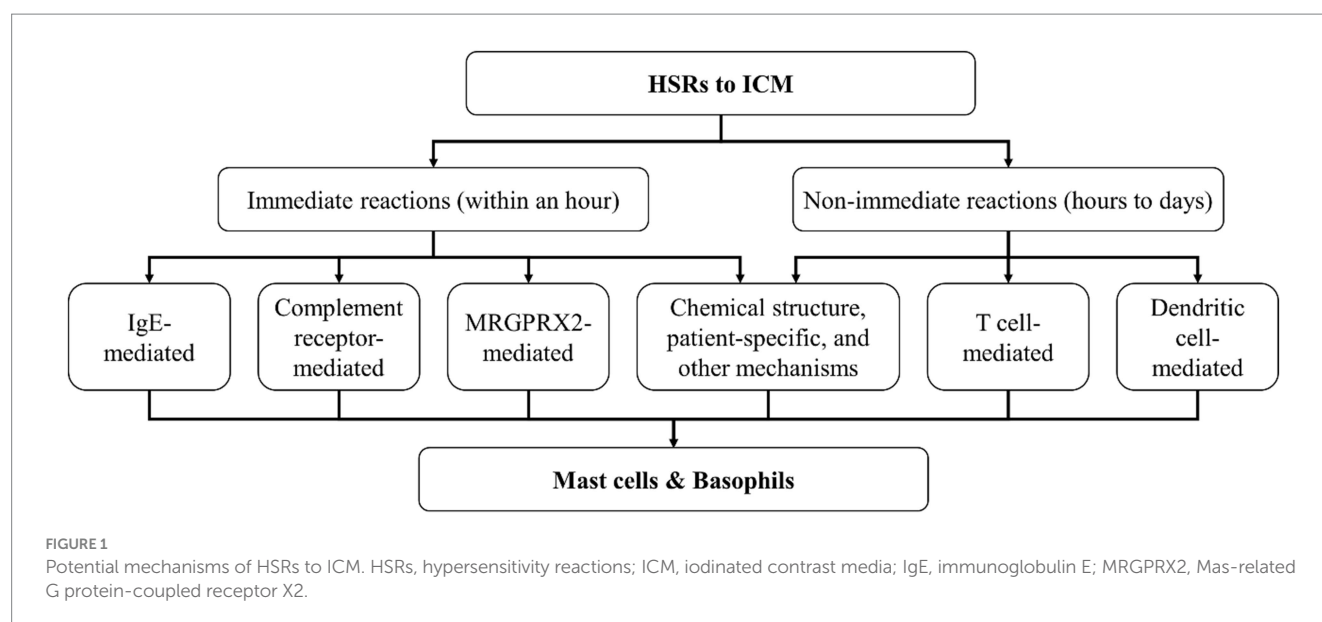 HSRs to ICM
Immediate reactions (within an hour)
Non-immediate reactions (hours to days)
IgE-
mediated
Complement
receptor-
mediated
MRGPRX2-
mediated
Chemical structure,
patient-specific, and
other mechanisms
T cell-
mediated
Dendritic
cell-
mediated
Mast cells & Basophils
FIGURE 1
Potential mechanisms of HSRs to ICM. HSRs, hypersensitivity reactions; ICM, iodinated contrast media; IgE, immunoglobulin E; MRGPRX2, Mas-related
G protein-coupled receptor X2.